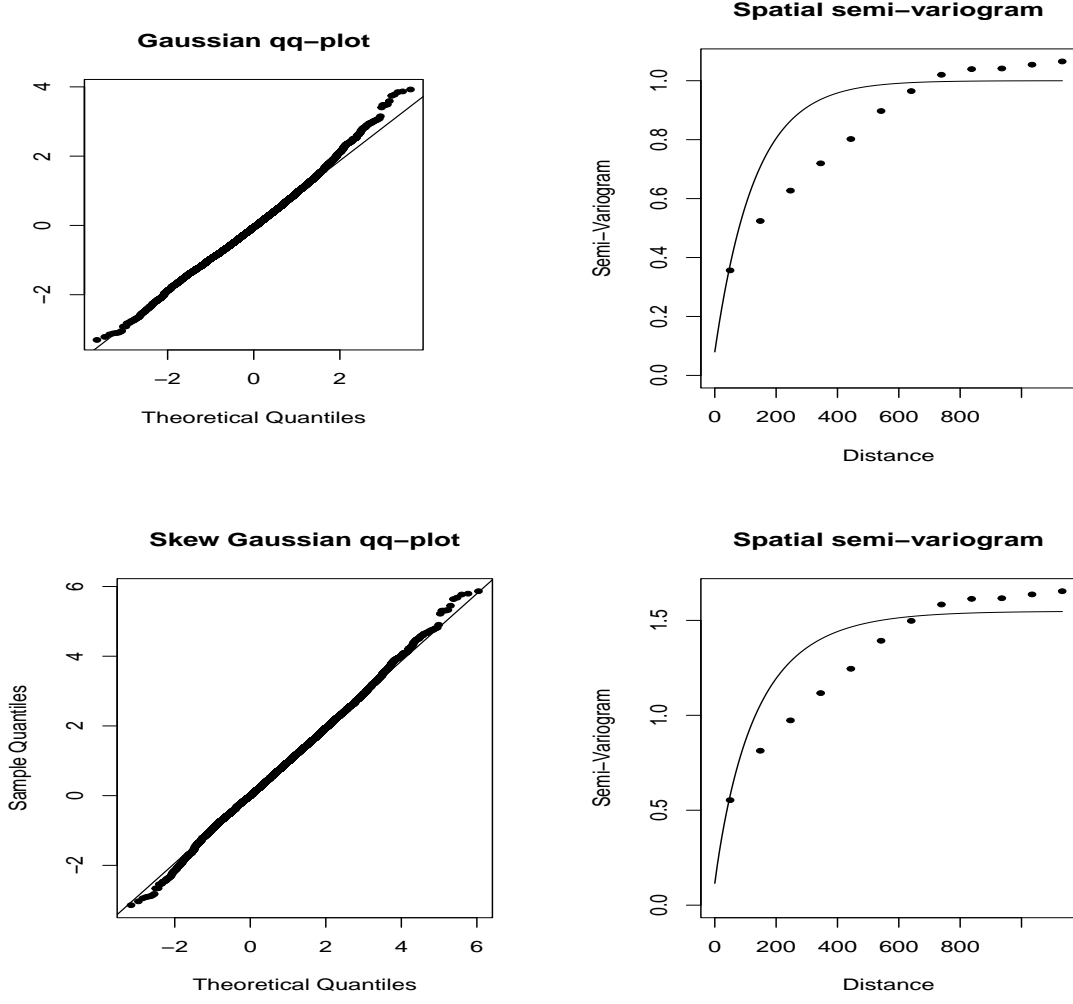 Gaussian qq−plot
4
2
0
−2
−2 0 2
Theoretical Quantiles
Spatial semi−variogram
Semi−Variogram
1.0
0.8
0.6
0.4
0.2
0.0
0 200 400 600 800
Distance
Skew Gaussian qq−plot
Sample Quantiles
6
4
2
0
−2
−2 0 2 4 6
Theoretical Quantiles
Spatial semi−variogram
Semi−Variogram
1.5
1.0
0.5
0.0
0 200 400 600 800
Distance